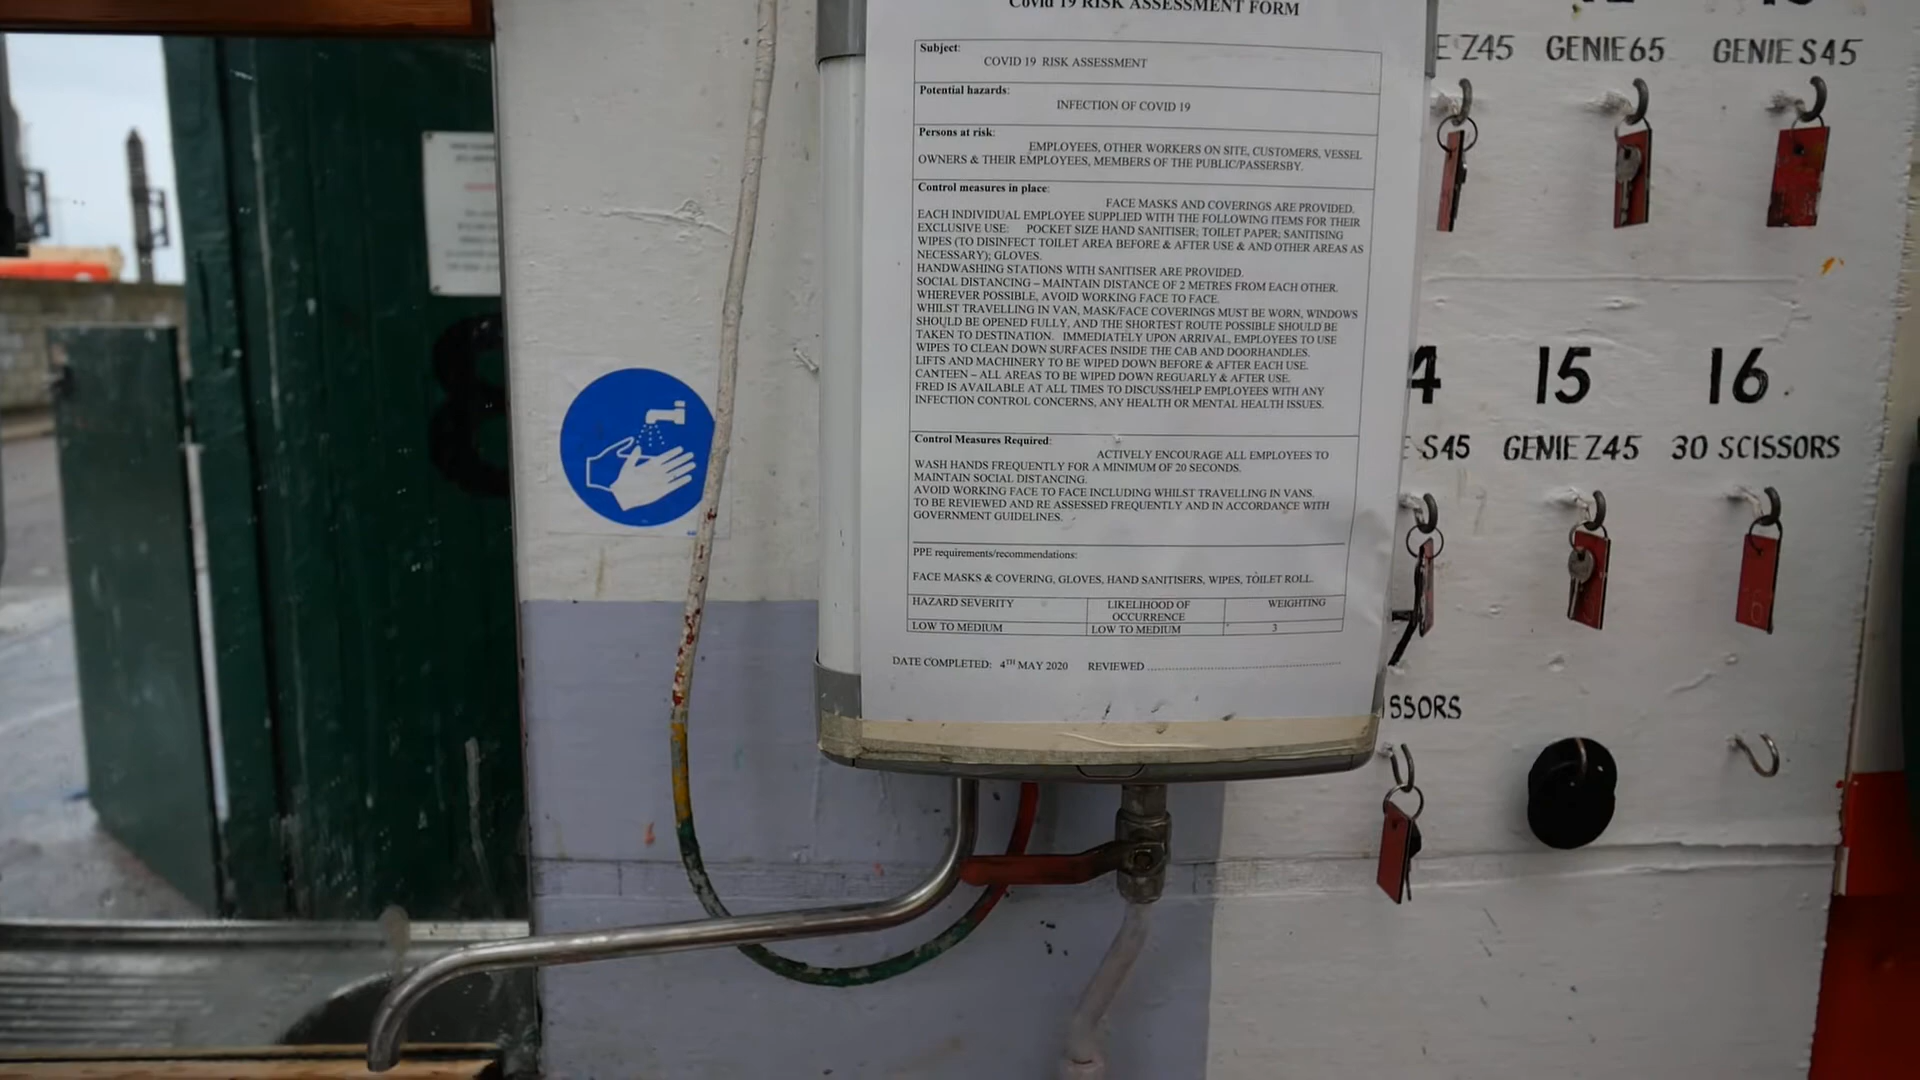 Covid 19 RISK ASSESSMENT FORM
Subject:
COVID 19 RISK ASSESSMENT
Potential hazards:
INFECTION OF COVID 19
Persons at risk:
EMPLOYEES, OTHER WORKERS ON SITE, CUSTOMERS, VESSEL
OWNERS & THEIR EMPLOYEES, MEMBERS OF THE PUBLIC/PASSERSBY.
Control measures in place:
FACE MASKS AND COVERINGS ARE PROVIDED.
EACH INDIVIDUAL EMPLOYEE SUPPLIED WITH THE FOLLOWING ITEMS FOR THEIR
EXCLUSIVE USE: POCKET SIZE HAND SANITISER; TOILET PAPER; SANITISING
WIPES (TO DISINFECT TOILET AREA BEFORE & AFTER USE & AND OTHER AREAS AS
NECESSARY); GLOVES.
HANDWASHING STATIONS WITH SANITISER ARE PROVIDED.
SOCIAL DISTANCING – MAINTAIN DISTANCE OF 2 METRES FROM EACH OTHER.
WHEREVER POSSIBLE, AVOID WORKING FACE TO FACE.
WHILST TRAVELLING IN VAN, MASK/FACE COVERINGS MUST BE WORN, WINDOWS
SHOULD BE OPENED FULLY, AND THE SHORTEST ROUTE POSSIBLE SHOULD BE
TAKEN TO DESTINATION. IMMEDIATELY UPON ARRIVAL, EMPLOYEES TO USE
WIPES TO CLEAN DOWN SURFACES INSIDE THE CAB AND DOORHANDLES.
LIFTS AND MACHINERY TO BE WIPED DOWN BEFORE & AFTER EACH USE.
CANTEEN – ALL AREAS TO BE WIPED DOWN REGUARLY & AFTER USE.
FRED IS AVAILABLE AT ALL TIMES TO DISCUSS/HELP EMPLOYEES WITH ANY
INFECTION CONTROL CONCERNS, ANY HEALTH OR MENTAL HEALTH ISSUES.
Control Measures Required:
ACTIVELY ENCOURAGE ALL EMPLOYEES TO
WASH HANDS FREQUENTLY FOR A MINIMUM OF 20 SECONDS.
MAINTAIN SOCIAL DISTANCING.
AVOID WORKING FACE TO FACE INCLUDING WHILST TRAVELLING IN VANS.
TO BE REVIEWED AND RE ASSESSED FREQUENTLY AND IN ACCORDANCE WITH
GOVERNMENT GUIDELINES.
PPE requirements/recommendations:
FACE MASKS & COVERING, GLOVES, HAND SANITISERS, WIPES, TOILET ROLL.
HAZARD SEVERITY LIKELIHOOD OF OCCURRENCE WEIGHTING
LOW TO MEDIUM LOW TO MEDIUM 3
DATE COMPLETED: 4TH MAY 2020 REVIEWED
E Z45 GENIE 65 GENIE S45
4 15 16
E S45 GENIE Z45 30 SCISSORS
SSORS
8